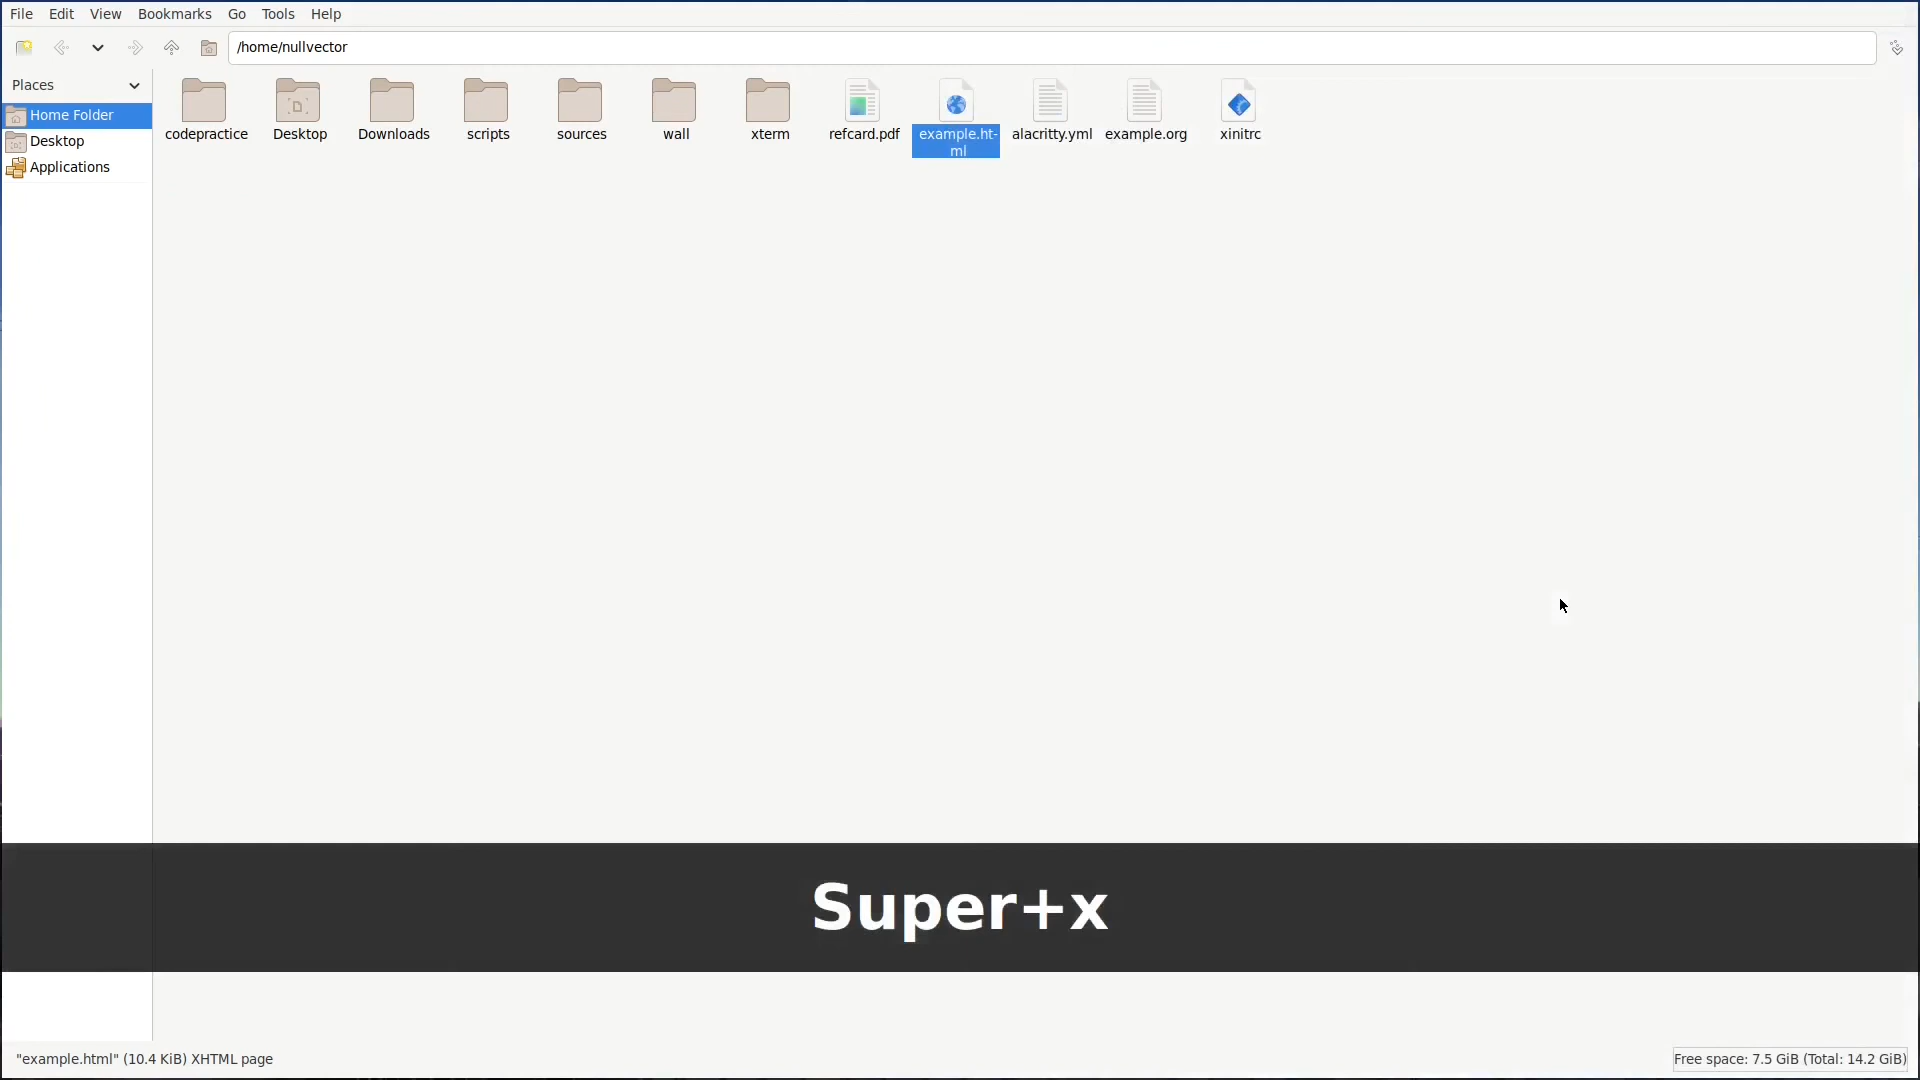 File Edit View Bookmarks Go Tools Help
/home/nullvector
Places
Home Folder
Desktop
Applications
codepractice Desktop Downloads scripts sources wall xterm refcard.pdf example.ht-
ml alacritty.yml example.org xinitrc
Super+x
"example.html" (10.4 KiB) XHTML page
Free space: 7.5 GiB (Total: 14.2 GiB)